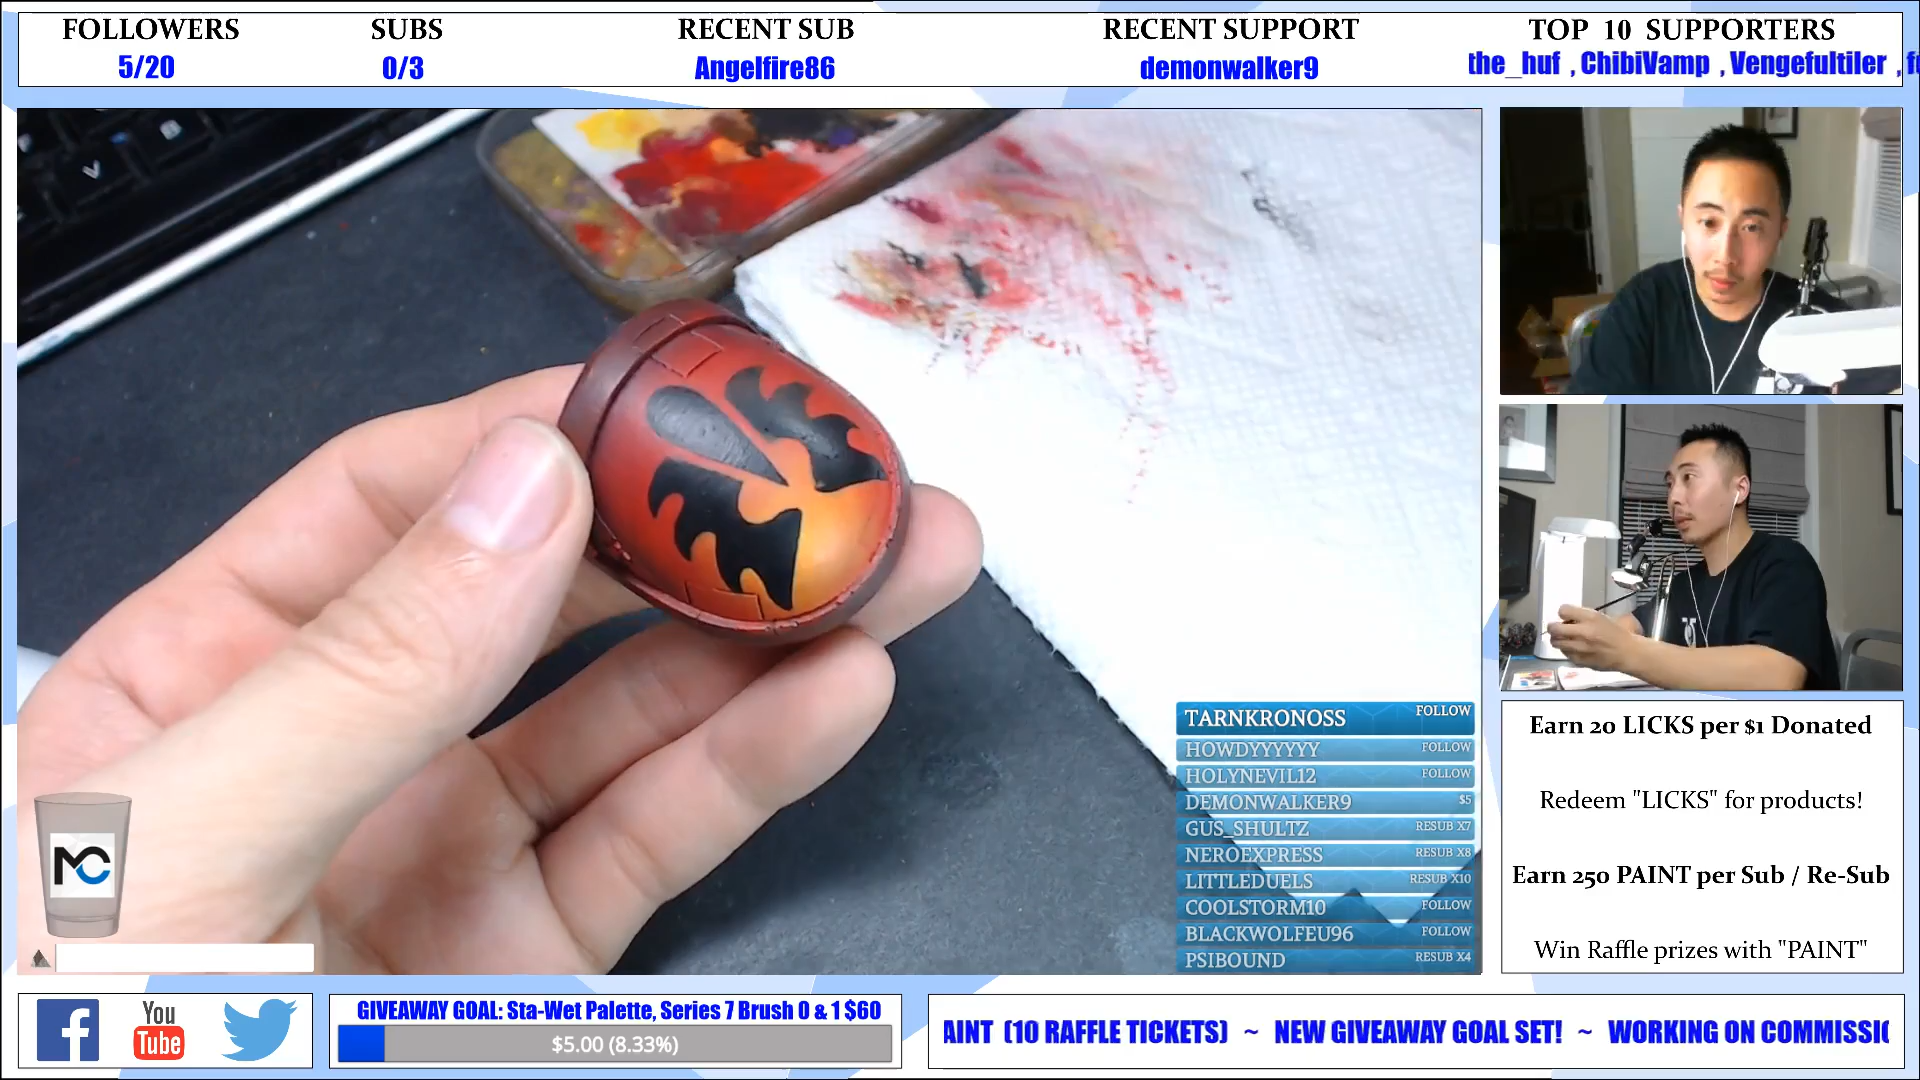 FOLLOWERS
5/20
SUBS
0/3
RECENT SUB
Angelfire86
RECENT SUPPORT
demonwalker9
TOP 10 SUPPORTERS
the_huf , ChibiVamp , Vengefultiler ,
V
B
TARNKRONOSS FOLLOW
HOWDYYYYYY FOLLOW
HOLYNEVIL12 FOLLOW
DEMONWALKER9 $5
GUS_SHULTZ RESUB X7
NEROEXPRESS RESUB X8
LITTLEDUELS RESUB X10
COOLSTORM10 FOLLOW
BLACKWOLFEU96 FOLLOW
PSIBOUND RESUB X4
Earn 20 LICKS per $1 Donated
Redeem "LICKS" for products!
Earn 250 PAINT per Sub / Re-Sub
Win Raffle prizes with "PAINT"
MC
f
You
Tube
GIVEAWAY GOAL: Sta-Wet Palette, Series 7 Brush 0 & 1 $60
$5.00 (8.33%)
AINT (10 RAFFLE TICKETS) ~ NEW GIVEAWAY GOAL SET! ~ WORKING ON COMMISSI